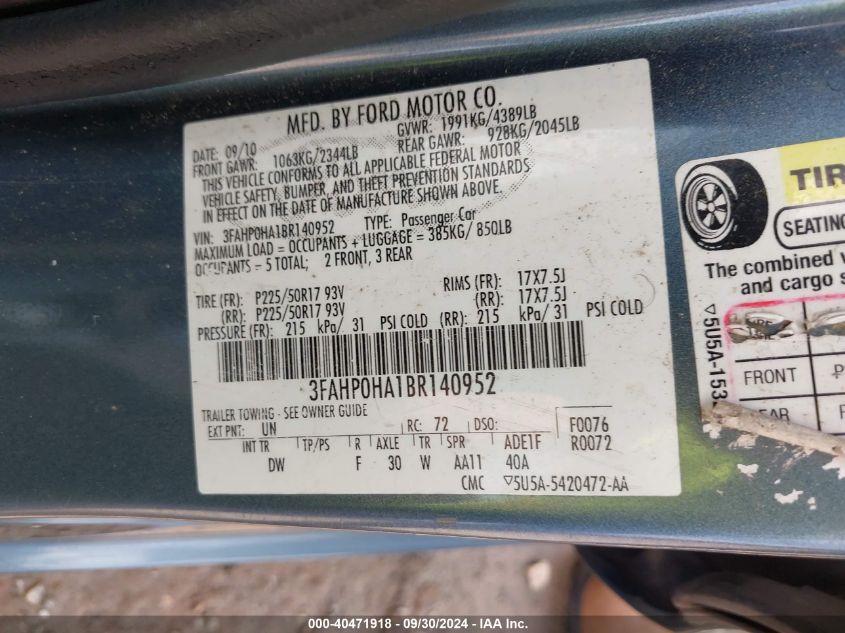 MFD. BY FORD MOTOR CO.
DATE: 09/10 GVWR: 1991KG/4389LB
FRONT GAWR: 1063KG/2344LB REAR GAWR: 928KG/2045LB
THIS VEHICLE CONFORMS TO ALL APPLICABLE FEDERAL MOTOR
VEHICLE SAFETY, BUMPER, AND THEFT PREVENTION STANDARDS
IN EFFECT ON THE DATE OF MANUFACTURE SHOWN ABOVE.
VIN: 3FAHP0HA1BR140952 TYPE: Passenger Car
MAXIMUM LOAD = OCCUPANTS + LUGGAGE = 385KG/ 850LB
OCCUPANTS = 5 TOTAL; 2 FRONT, 3 REAR
TIRE (FR): P225/50R17 93V RIMS (FR): 17X7.5J
(RR): P225/50R17 93V (RR): 17X7.5J
PRESSURE (FR): 215 kPa/ 31 PSI COLD (RR): 215 kPa/ 31 PSI COLD
3FAHP0HA1BR140952
TRAILER TOWING - SEE OWNER GUIDE
EXT PNT: UN RC: 72 DSO: F0076
INT TR TP/PS R AXLE TR SPR ADE1F R0072
DW F 30 W AA11 40A
CMC ▽5U5A-5420472-AA
TIR
SEATING
The combined
and cargo
▽5U5A-153
FRONT
000-40471918 - 09/30/2024 - IAA Inc.